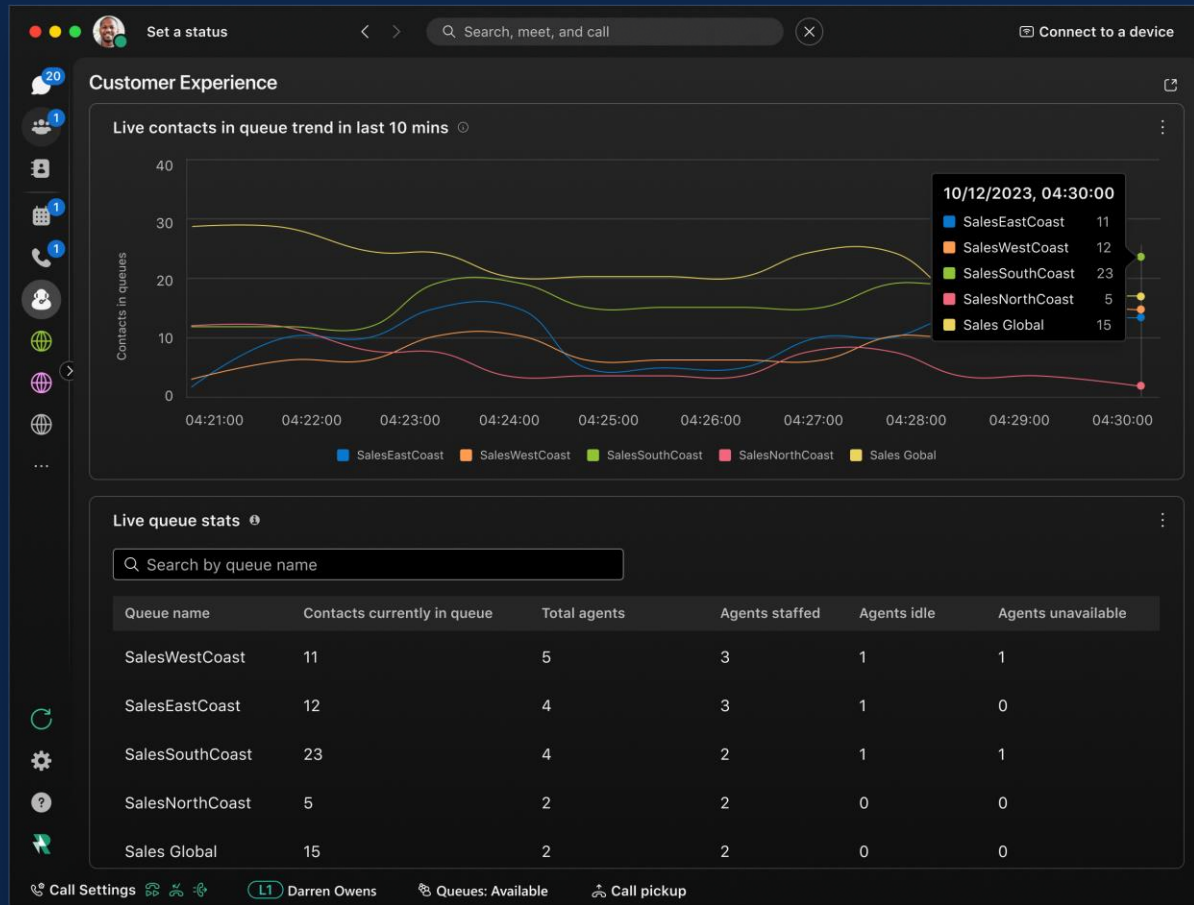 Set a status
Search, meet, and call
Connect to a device
20
1
1
1
Customer Experience
Live contacts in queue trend in last 10 mins
Contacts in queues
40
30
20
10
0
10/12/2023, 04:30:00
SalesEastCoast 11
SalesWestCoast 12
SalesSouthCoast 23
SalesNorthCoast 5
Sales Global 15
04:21:00 04:22:00 04:23:00 04:24:00 04:25:00 04:26:00 04:27:00 04:28:00 04:29:00 04:30:00
SalesEastCoast SalesWestCoast SalesSouthCoast SalesNorthCoast Sales Gobal
Live queue stats
Search by queue name
Queue name Contacts currently in queue Total agents Agents staffed Agents idle Agents unavailable
SalesWestCoast 11 5 3 1 1
SalesEastCoast 12 4 3 1 0
SalesSouthCoast 23 4 2 1 1
SalesNorthCoast 5 2 2 0 0
Sales Global 15 2 2 0 0
Call Settings L1 Darren Owens Queues: Available Call pickup